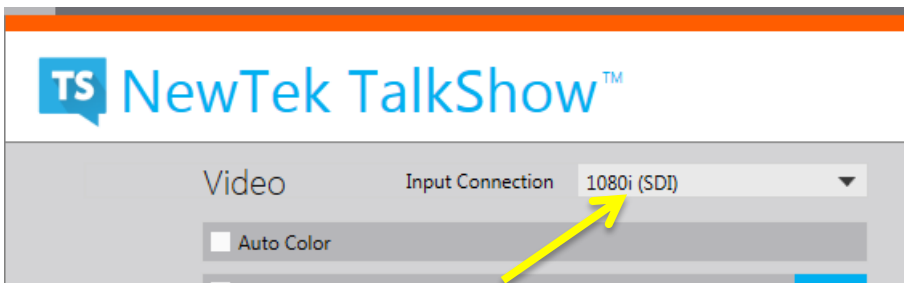 TS NewTek TalkShow™
Video Input Connection 1080i (SDI)
Auto Color